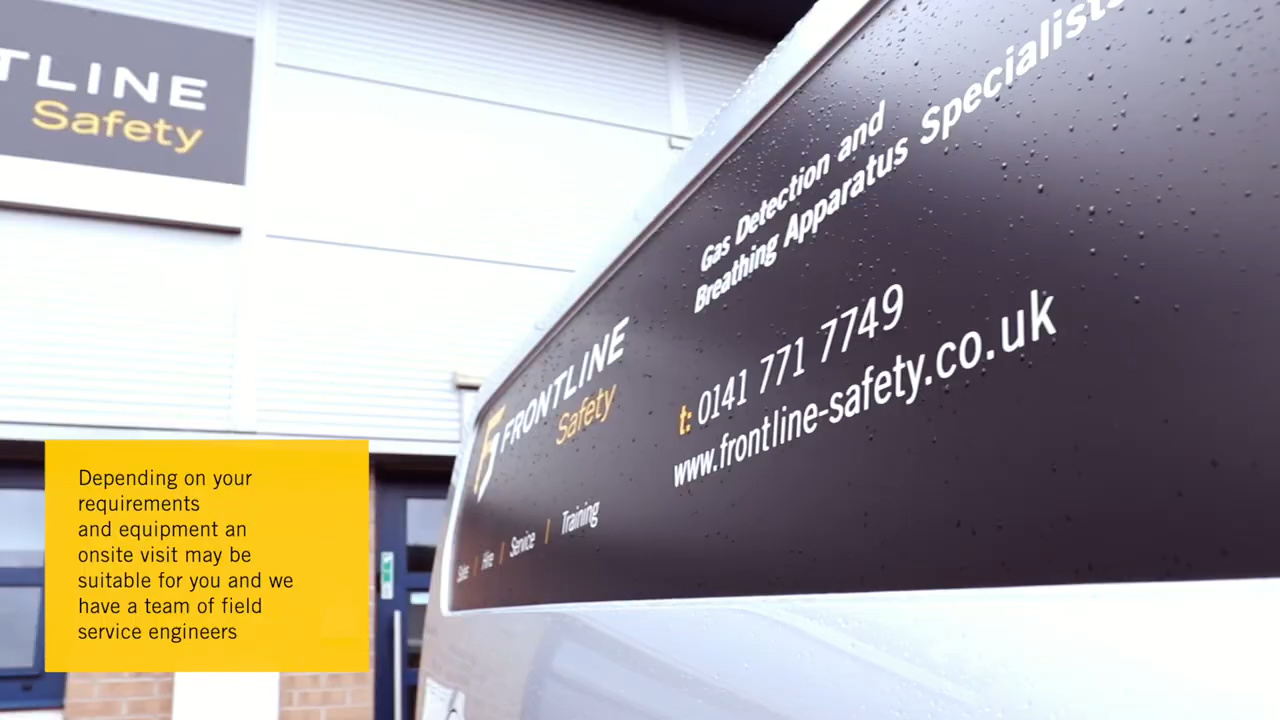 TLINE
Safety
Gas Detection and
Breathing Apparatus Specialists
FRONTLINE
Safety
t: 0141 771 7749
www.frontline-safety.co.uk
Sales / Hire / Service / Training
Depending on your
requirements
and equipment an
onsite visit may be
suitable for you and we
have a team of field
service engineers